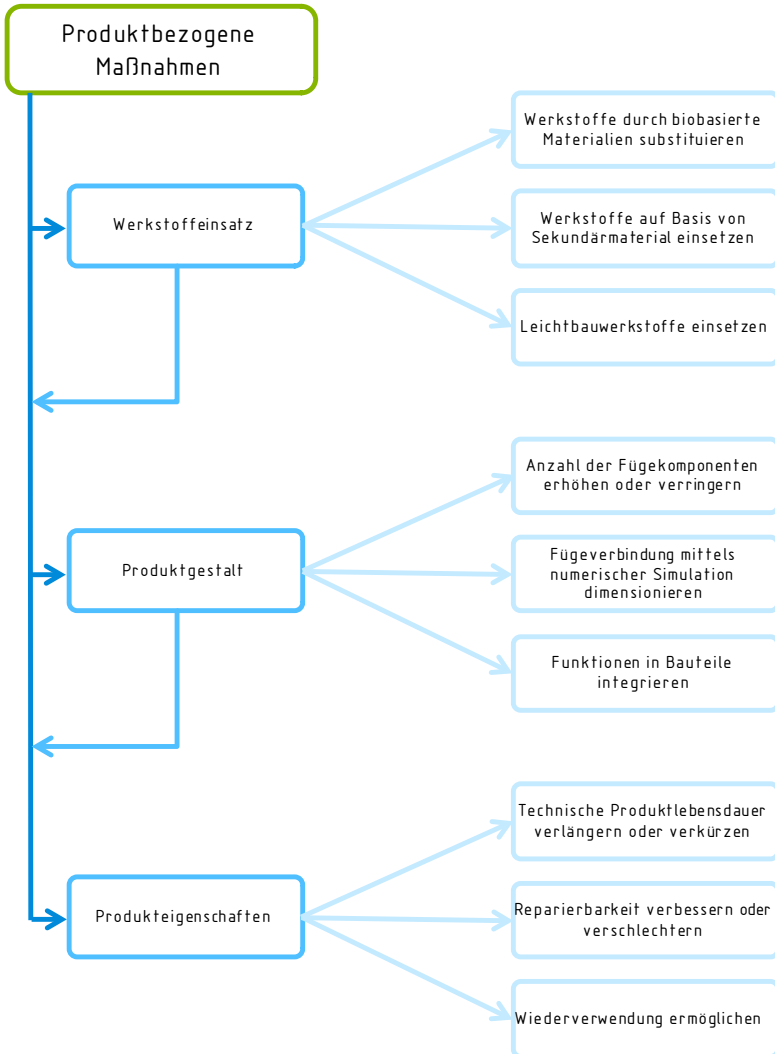 Produktbezogene
Maßnahmen
Werkstoffeinsatz
Werkstoffe durch biobasierte
Materialien substituieren
Werkstoffe auf Basis von
Sekundärmaterial einsetzen
Leichtbauwerkstoffe einsetzen
Produktgestalt
Anzahl der Fügekomponenten
erhöhen oder verringern
Fügeverbindung mittels
numerischer Simulation
dimensionieren
Funktionen in Bauteile
integrieren
Produkteigenschaften
Technische Produktlebensdauer
verlängern oder verkürzen
Reparierbarkeit verbessern oder
verschlechtern
Wiederverwendung ermöglichen